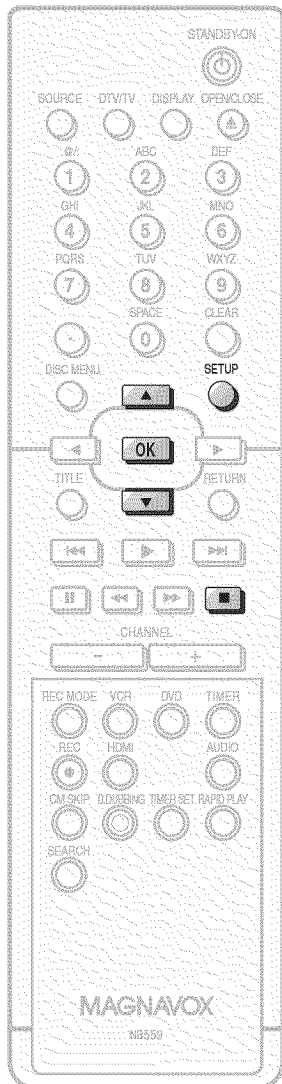 STANDBY-ON
SOURCE DTV/TV DISPLAY OPEN/CLOSE
@/: ABC DEF
1 2 3
GHI JKL MNO
4 5 6
PQRS TUV WXYZ
7 8 9
SPACE CLEAR
. 0
DISC MENU SETUP
OK
TITLE RETURN
CHANNEL
– +
REC MODE VCR DVD TIMER
REC HDMI AUDIO
CM SKIP D.DUBBING TIMER SET RAPID PLAY
SEARCH
MAGNAVOX
NB559